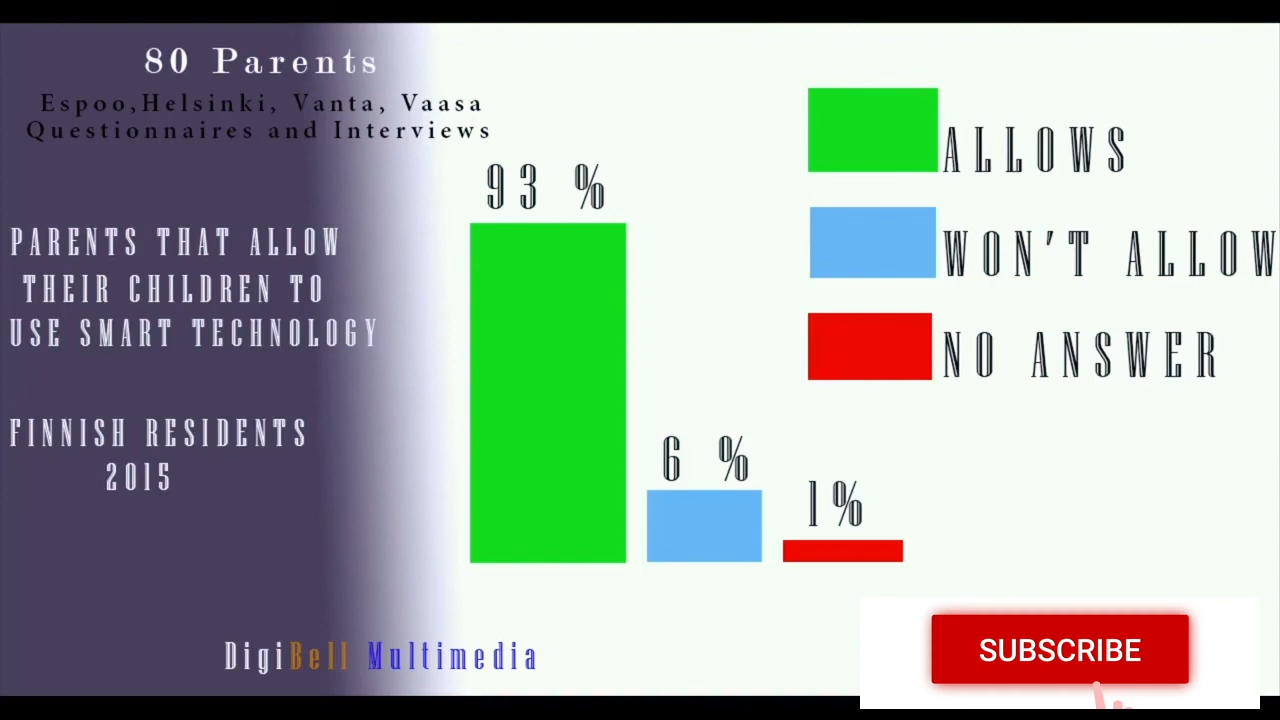 80 Parents
Espoo,Helsinki, Vanta, Vaasa
Questionnaires and Interviews
93 %
PARENTS THAT ALLOW
THEIR CHILDREN TO
USE SMART TECHNOLOGY
FINNISH RESIDENTS
2015
6 %
1%
ALLOWS
WON'T ALLOW
NO ANSWER
DigiBell Multimedia
SUBSCRIBE